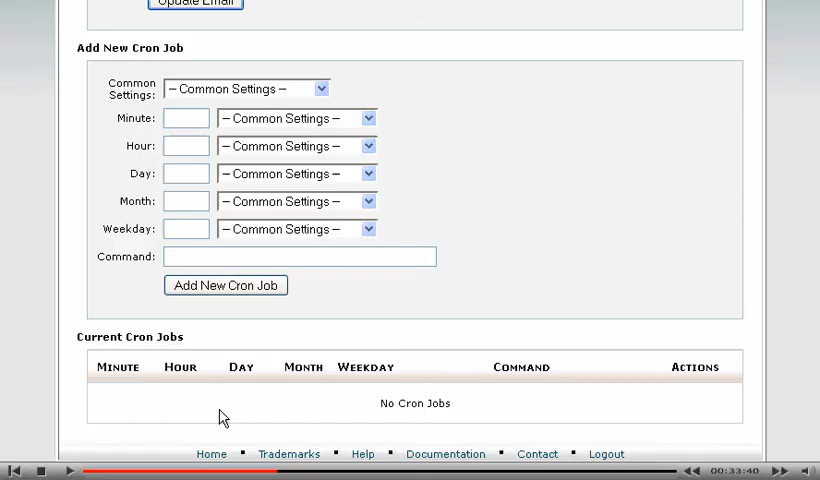 Update Email
Add New Cron Job
Common Settings: -- Common Settings --
Minute: -- Common Settings --
Hour: -- Common Settings --
Day: -- Common Settings --
Month: -- Common Settings --
Weekday: -- Common Settings --
Command:
Add New Cron Job
Current Cron Jobs
MINUTE HOUR DAY MONTH WEEKDAY COMMAND ACTIONS
No Cron Jobs
Home ▪ Trademarks ▪ Help ▪ Documentation ▪ Contact ▪ Logout
00:33:40